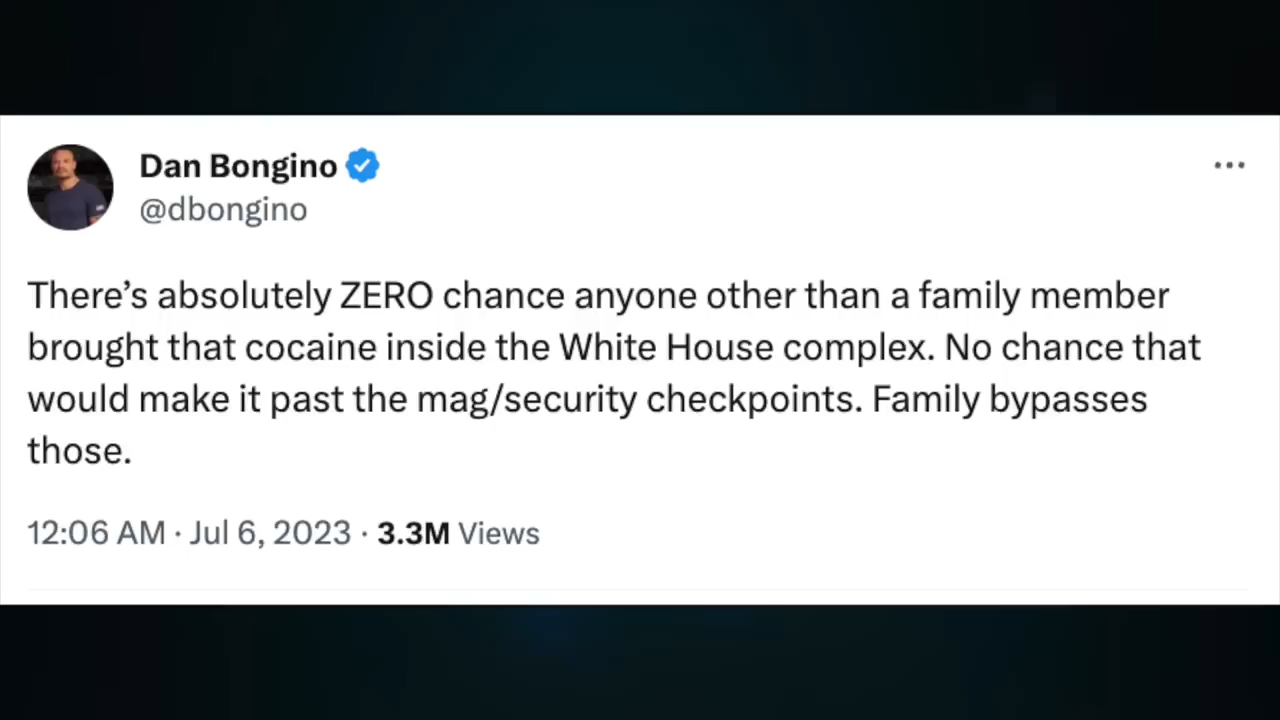 Dan Bongino
@dbongino
There’s absolutely ZERO chance anyone other than a family member
brought that cocaine inside the White House complex. No chance that
would make it past the mag/security checkpoints. Family bypasses
those.
12:06 AM · Jul 6, 2023 · 3.3M Views